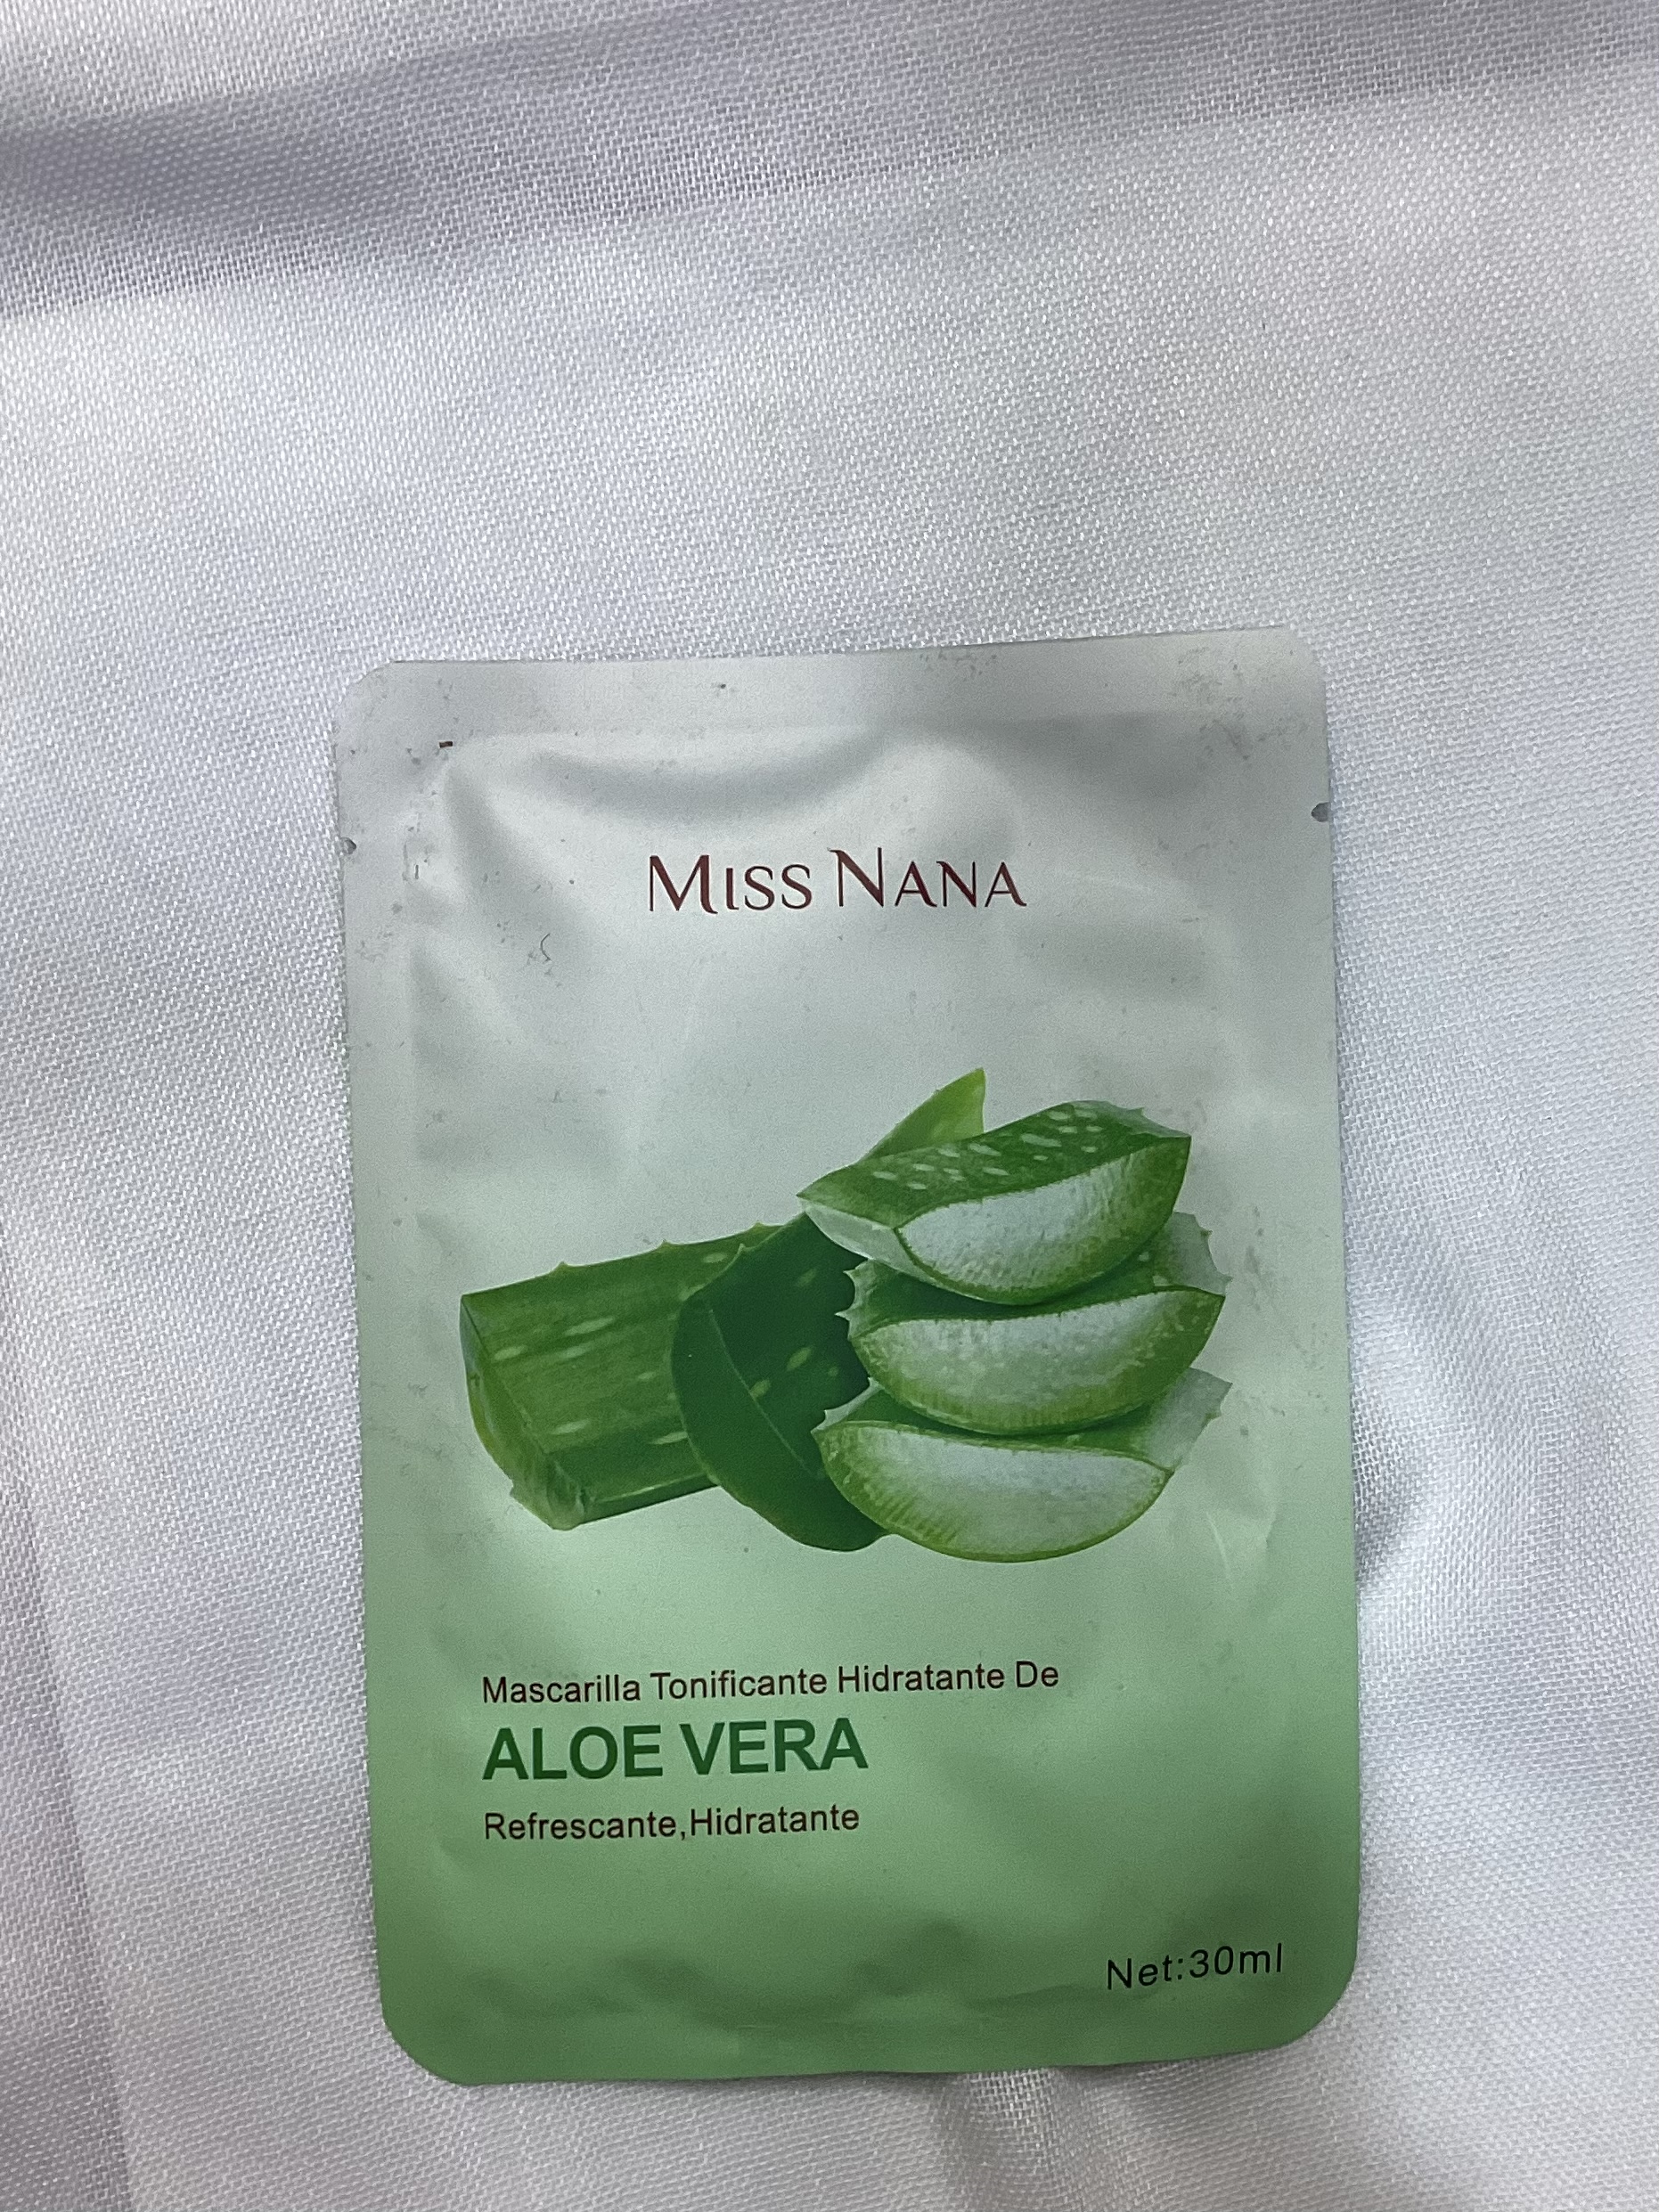 MISS NANA
Mascarilla Tonificante Hidratante De
ALOE VERA
Refrescante,Hidratante
Net:30ml